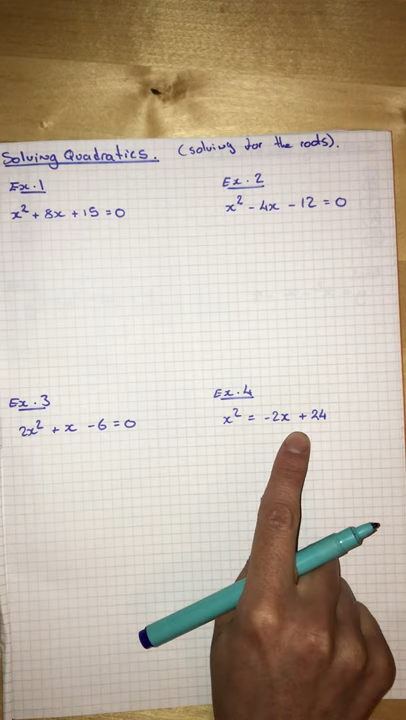 Solving Quadratics. (solving for the roots).
Ex.1
x² + 8x + 15 = 0
Ex.2
x² - 4x - 12 = 0
Ex.3
2x² + x - 6 = 0
Ex.4
x² = -2x + 24